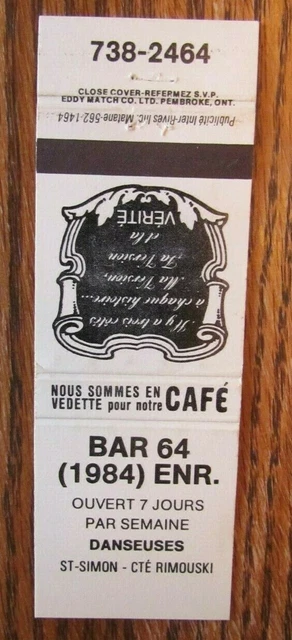 738-2464
CLOSE COVER-REFERMEZ S.V.P.
EDDY MATCH CO. LTD. PEMBROKE, ONT.
Publicité Inter-Rives Inc. Matane-562-1464
Il y a trois côtés
à chaque histoire...
Ma Version,
Ta Version
et la
VÉRITÉ
NOUS SOMMES EN
VEDETTE pour notre CAFÉ
BAR 64
(1984) ENR.
OUVERT 7 JOURS
PAR SEMAINE
DANSEUSES
ST-SIMON - CTÉ RIMOUSKI